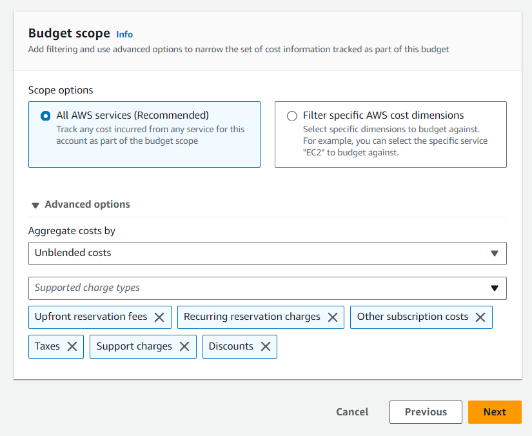 Budget scope Info
Add filtering and use advanced options to narrow the set of cost information tracked as part of this budget
Scope options
All AWS services (Recommended)
Track any cost incurred from any service for this
account as part of the budget scope
Filter specific AWS cost dimensions
Select specific dimensions to budget against.
For example, you can select the specific service
"EC2" to budget against.
Advanced options
Aggregate costs by
Unblended costs
Supported charge types
Upfront reservation fees Recurring reservation charges Other subscription costs
Taxes Support charges Discounts
Cancel Previous Next